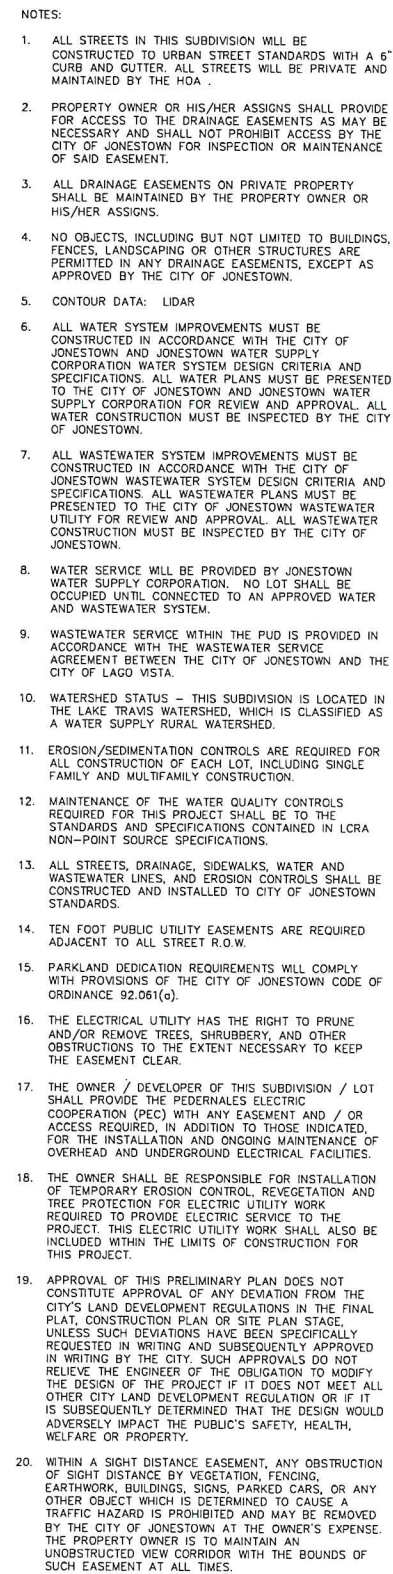 NOTES:
1. ALL STREETS IN THIS SUBDIVISION WILL BE
CONSTRUCTED TO URBAN STREET STANDARDS WITH A 6"
CURB AND GUTTER. ALL STREETS WILL BE PRIVATE AND
MAINTAINED BY THE HOA .
2. PROPERTY OWNER OR HIS/HER ASSIGNS SHALL PROVIDE
FOR ACCESS TO THE DRAINAGE EASEMENTS AS MAY BE
NECESSARY AND SHALL NOT PROHIBIT ACCESS BY THE
CITY OF JONESTOWN FOR INSPECTION OR MAINTENANCE
OF SAID EASEMENT.
3. ALL DRAINAGE EASEMENTS ON PRIVATE PROPERTY
SHALL BE MAINTAINED BY THE PROPERTY OWNER OR
HIS/HER ASSIGNS.
4. NO OBJECTS, INCLUDING BUT NOT LIMITED TO BUILDINGS,
FENCES, LANDSCAPING OR OTHER STRUCTURES ARE
PERMITTED IN ANY DRAINAGE EASEMENTS, EXCEPT AS
APPROVED BY THE CITY OF JONESTOWN.
5. CONTOUR DATA: LIDAR
6. ALL WATER SYSTEM IMPROVEMENTS MUST BE
CONSTRUCTED IN ACCORDANCE WITH THE CITY OF
JONESTOWN AND JONESTOWN WATER SUPPLY
CORPORATION WATER SYSTEM DESIGN CRITERIA AND
SPECIFICATIONS. ALL WATER PLANS MUST BE PRESENTED
TO THE CITY OF JONESTOWN AND JONESTOWN WATER
SUPPLY CORPORATION FOR REVIEW AND APPROVAL. ALL
WATER CONSTRUCTION MUST BE INSPECTED BY THE CITY
OF JONESTOWN.
7. ALL WASTEWATER SYSTEM IMPROVEMENTS MUST BE
CONSTRUCTED IN ACCORDANCE WITH THE CITY OF
JONESTOWN WASTEWATER SYSTEM DESIGN CRITERIA AND
SPECIFICATIONS. ALL WASTEWATER PLANS MUST BE
PRESENTED TO THE CITY OF JONESTOWN WASTEWATER
UTILITY FOR REVIEW AND APPROVAL. ALL WASTEWATER
CONSTRUCTION MUST BE INSPECTED BY THE CITY OF
JONESTOWN.
8. WATER SERVICE WILL BE PROVIDED BY JONESTOWN
WATER SUPPLY CORPORATION. NO LOT SHALL BE
OCCUPIED UNTIL CONNECTED TO AN APPROVED WATER
AND WASTEWATER SYSTEM.
9. WASTEWATER SERVICE WITHIN THE PUD IS PROVIDED IN
ACCORDANCE WITH THE WASTEWATER SERVICE
AGREEMENT BETWEEN THE CITY OF JONESTOWN AND THE
CITY OF LAGO VISTA.
10. WATERSHED STATUS – THIS SUBDIVISION IS LOCATED IN
THE LAKE TRAVIS WATERSHED, WHICH IS CLASSIFIED AS
A WATER SUPPLY RURAL WATERSHED.
11. EROSION/SEDIMENTATION CONTROLS ARE REQUIRED FOR
ALL CONSTRUCTION OF EACH LOT, INCLUDING SINGLE
FAMILY AND MULTIFAMILY CONSTRUCTION.
12. MAINTENANCE OF THE WATER QUALITY CONTROLS
REQUIRED FOR THIS PROJECT SHALL BE TO THE
STANDARDS AND SPECIFICATIONS CONTAINED IN LCRA
NON–POINT SOURCE SPECIFICATIONS.
13. ALL STREETS, DRAINAGE, SIDEWALKS, WATER AND
WASTEWATER LINES, AND EROSION CONTROLS SHALL BE
CONSTRUCTED AND INSTALLED TO CITY OF JONESTOWN
STANDARDS.
14. TEN FOOT PUBLIC UTILITY EASEMENTS ARE REQUIRED
ADJACENT TO ALL STREET R.O.W.
15. PARKLAND DEDICATION REQUIREMENTS WILL COMPLY
WITH PROVISIONS OF THE CITY OF JONESTOWN CODE OF
ORDINANCE 92.061(a).
16. THE ELECTRICAL UTILITY HAS THE RIGHT TO PRUNE
AND/OR REMOVE TREES, SHRUBBERY, AND OTHER
OBSTRUCTIONS TO THE EXTENT NECESSARY TO KEEP
THE EASEMENT CLEAR.
17. THE OWNER / DEVELOPER OF THIS SUBDIVISION / LOT
SHALL PROVIDE THE PEDERNALES ELECTRIC
COOPERATION (PEC) WITH ANY EASEMENT AND / OR
ACCESS REQUIRED, IN ADDITION TO THOSE INDICATED,
FOR THE INSTALLATION AND ONGOING MAINTENANCE OF
OVERHEAD AND UNDERGROUND ELECTRICAL FACILITIES.
18. THE OWNER SHALL BE RESPONSIBLE FOR INSTALLATION
OF TEMPORARY EROSION CONTROL, REVEGETATION AND
TREE PROTECTION FOR ELECTRIC UTILITY WORK
REQUIRED TO PROVIDE ELECTRIC SERVICE TO THE
PROJECT. THIS ELECTRIC UTILITY WORK SHALL ALSO BE
INCLUDED WITHIN THE LIMITS OF CONSTRUCTION FOR
THIS PROJECT.
19. APPROVAL OF THIS PRELIMINARY PLAN DOES NOT
CONSTITUTE APPROVAL OF ANY DEVIATION FROM THE
CITY'S LAND DEVELOPMENT REGULATIONS IN THE FINAL
PLAT, CONSTRUCTION PLAN OR SITE PLAN STAGE,
UNLESS SUCH DEVIATIONS HAVE BEEN SPECIFICALLY
REQUESTED IN WRITING AND SUBSEQUENTLY APPROVED
IN WRITING BY THE CITY. SUCH APPROVALS DO NOT
RELIEVE THE ENGINEER OF THE OBLIGATION TO MODIFY
THE DESIGN OF THE PROJECT IF IT DOES NOT MEET ALL
OTHER CITY LAND DEVELOPMENT REGULATION OR IF IT
IS SUBSEQUENTLY DETERMINED THAT THE DESIGN WOULD
ADVERSELY IMPACT THE PUBLIC'S SAFETY, HEALTH,
WELFARE OR PROPERTY.
20. WITHIN A SIGHT DISTANCE EASEMENT, ANY OBSTRUCTION
OF SIGHT DISTANCE BY VEGETATION, FENCING,
EARTHWORK, BUILDINGS, SIGNS, PARKED CARS, OR ANY
OTHER OBJECT WHICH IS DETERMINED TO CAUSE A
TRAFFIC HAZARD IS PROHIBITED AND MAY BE REMOVED
BY THE CITY OF JONESTOWN AT THE OWNER'S EXPENSE.
THE PROPERTY OWNER IS TO MAINTAIN AN
UNOBSTRUCTED VIEW CORRIDOR WITH THE BOUNDS OF
SUCH EASEMENT AT ALL TIMES.